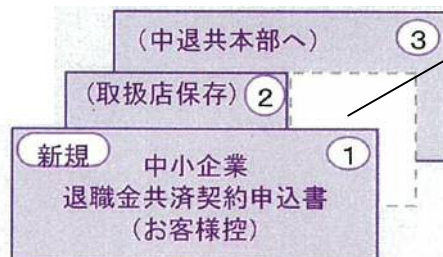 (中退共本部へ) ③
(取扱店保存) ②
新規 ①
中小企業
退職金共済契約申込書
(お客様控)